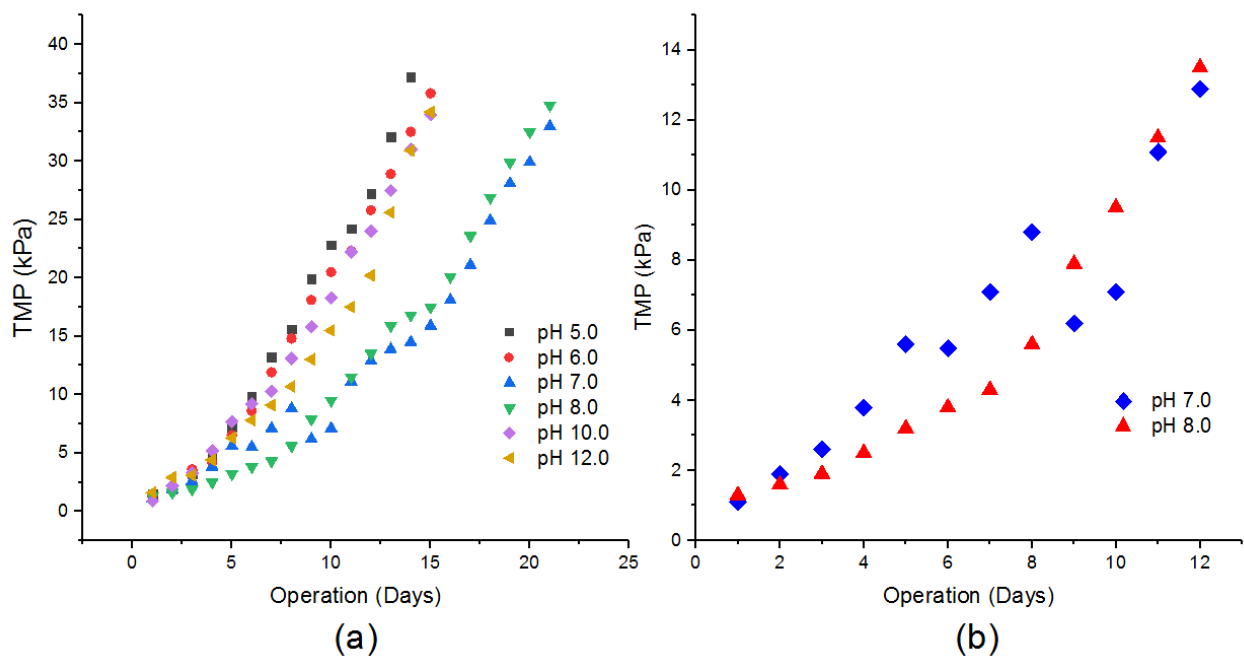 40
35
30
25
20
15
10
5
0
TMP (kPa)
pH 5.0
pH 6.0
pH 7.0
pH 8.0
pH 10.0
pH 12.0
0 5 10 15 20 25
Operation (Days)
(a)
14
12
10
8
6
4
2
0
TMP (kPa)
pH 7.0
pH 8.0
0 2 4 6 8 10 12
Operation (Days)
(b)